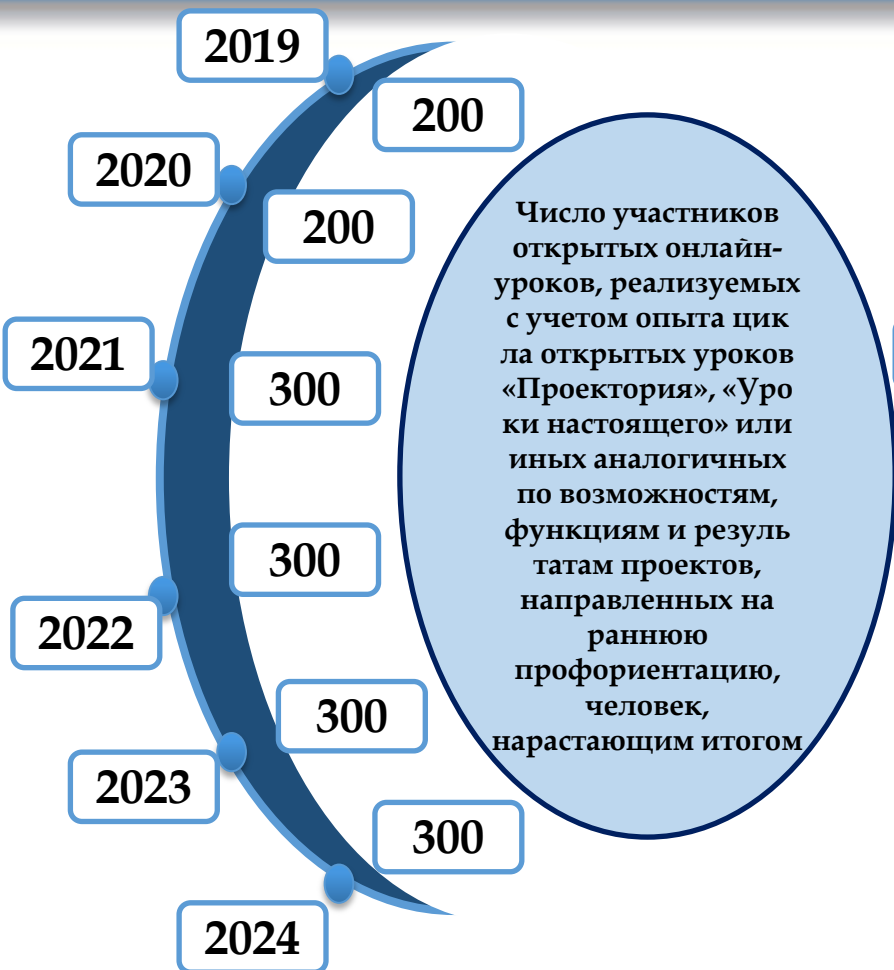 2019
200
2020
200
2021
300
300
2022
300
2023
300
2024
Число участников
открытых онлайн-
уроков, реализуемых
с учетом опыта цик
ла открытых уроков
«Проектория», «Уро
ки настоящего» или
иных аналогичных
по возможностям,
функциям и резуль
татам проектов,
направленных на
раннюю
профориентацию,
человек,
нарастающим итогом